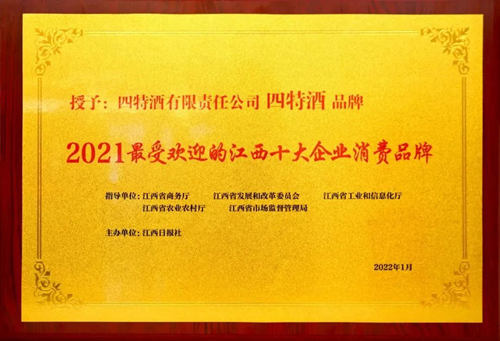 授予：四特酒有限责任公司 四特酒 品牌
2021最受欢迎的江西十大企业消费品牌
指导单位：江西省商务厅 江西省发展和改革委员会 江西省工业和信息化厅
江西省农业农村厅 江西省市场监督管理局
主办单位：江西日报社
2022年1月